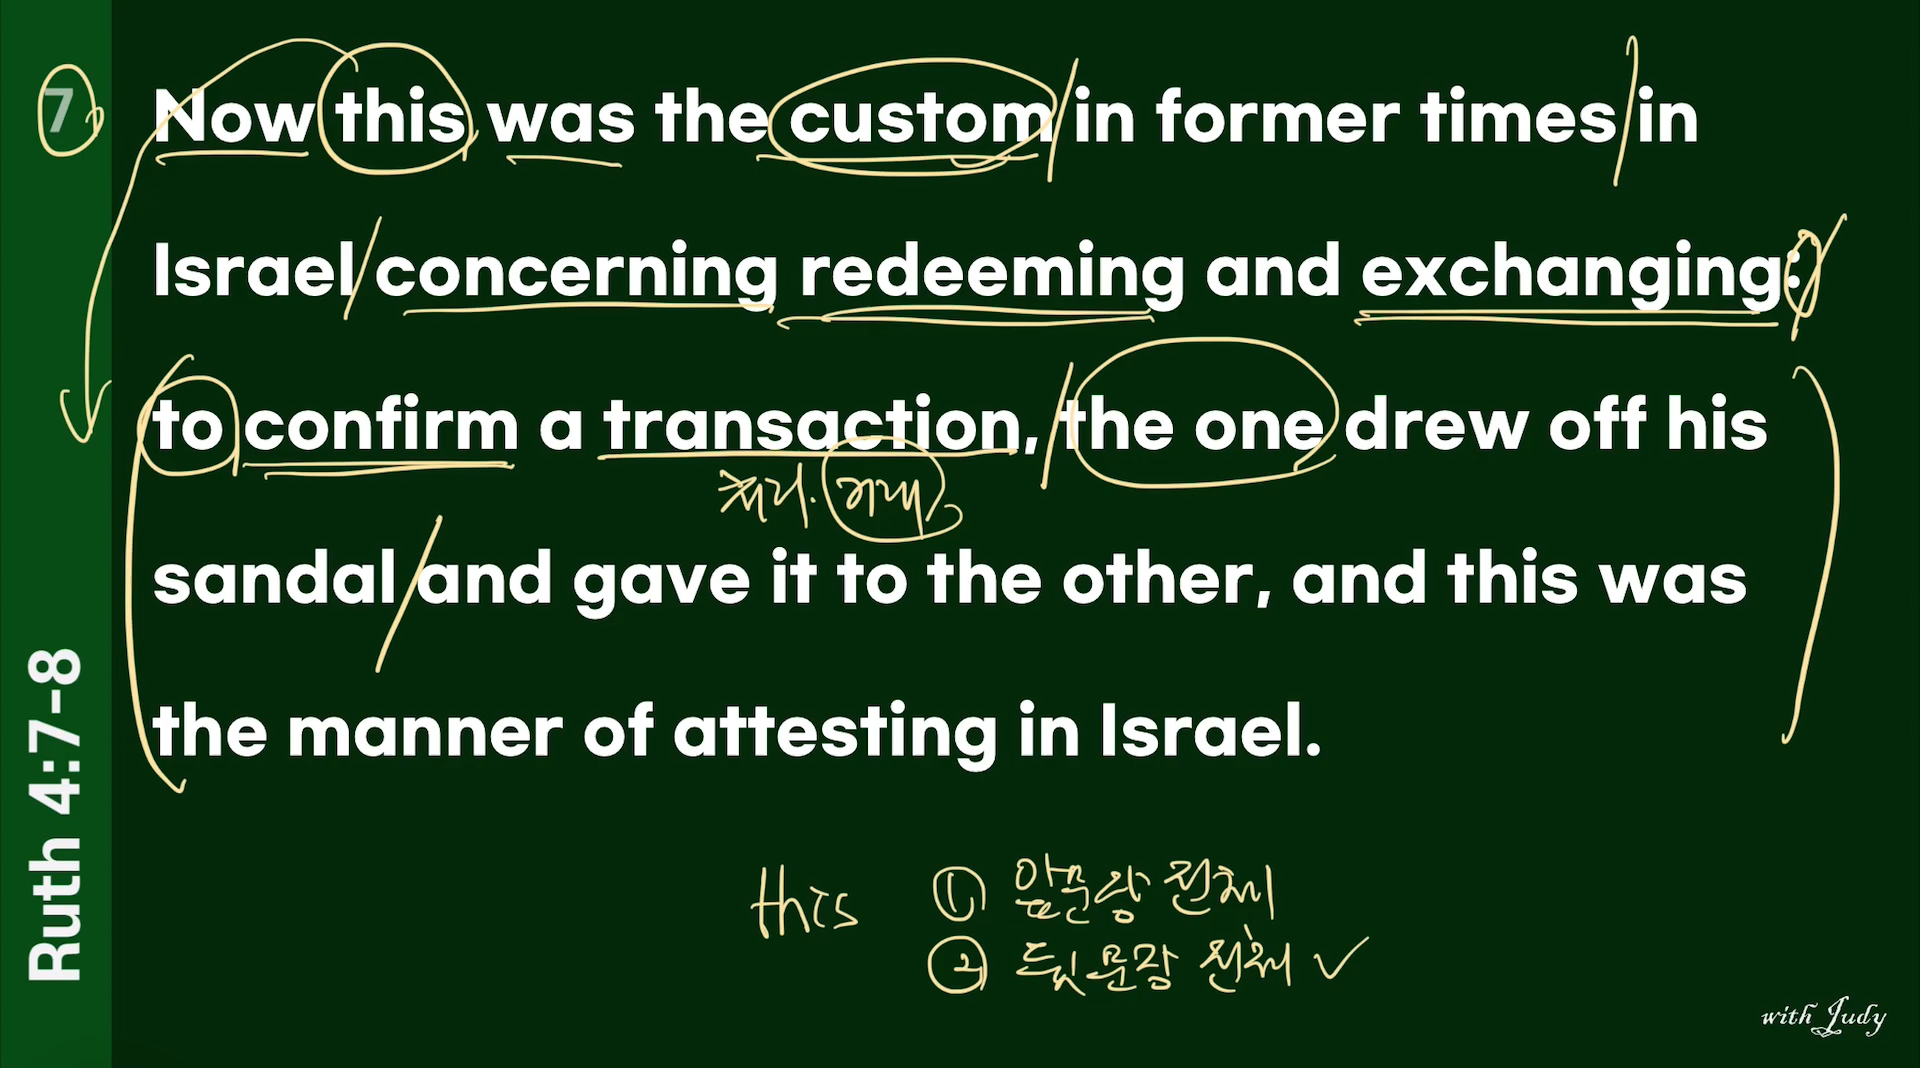 7
Now this was the custom in former times in
Israel concerning redeeming and exchanging:
to confirm a transaction, the one drew off his
처리. 거래
sandal and gave it to the other, and this was
the manner of attesting in Israel.
Ruth 4:7-8
this ① 앞문장 전체
② 뒷문장 전체 ✓
with Judy